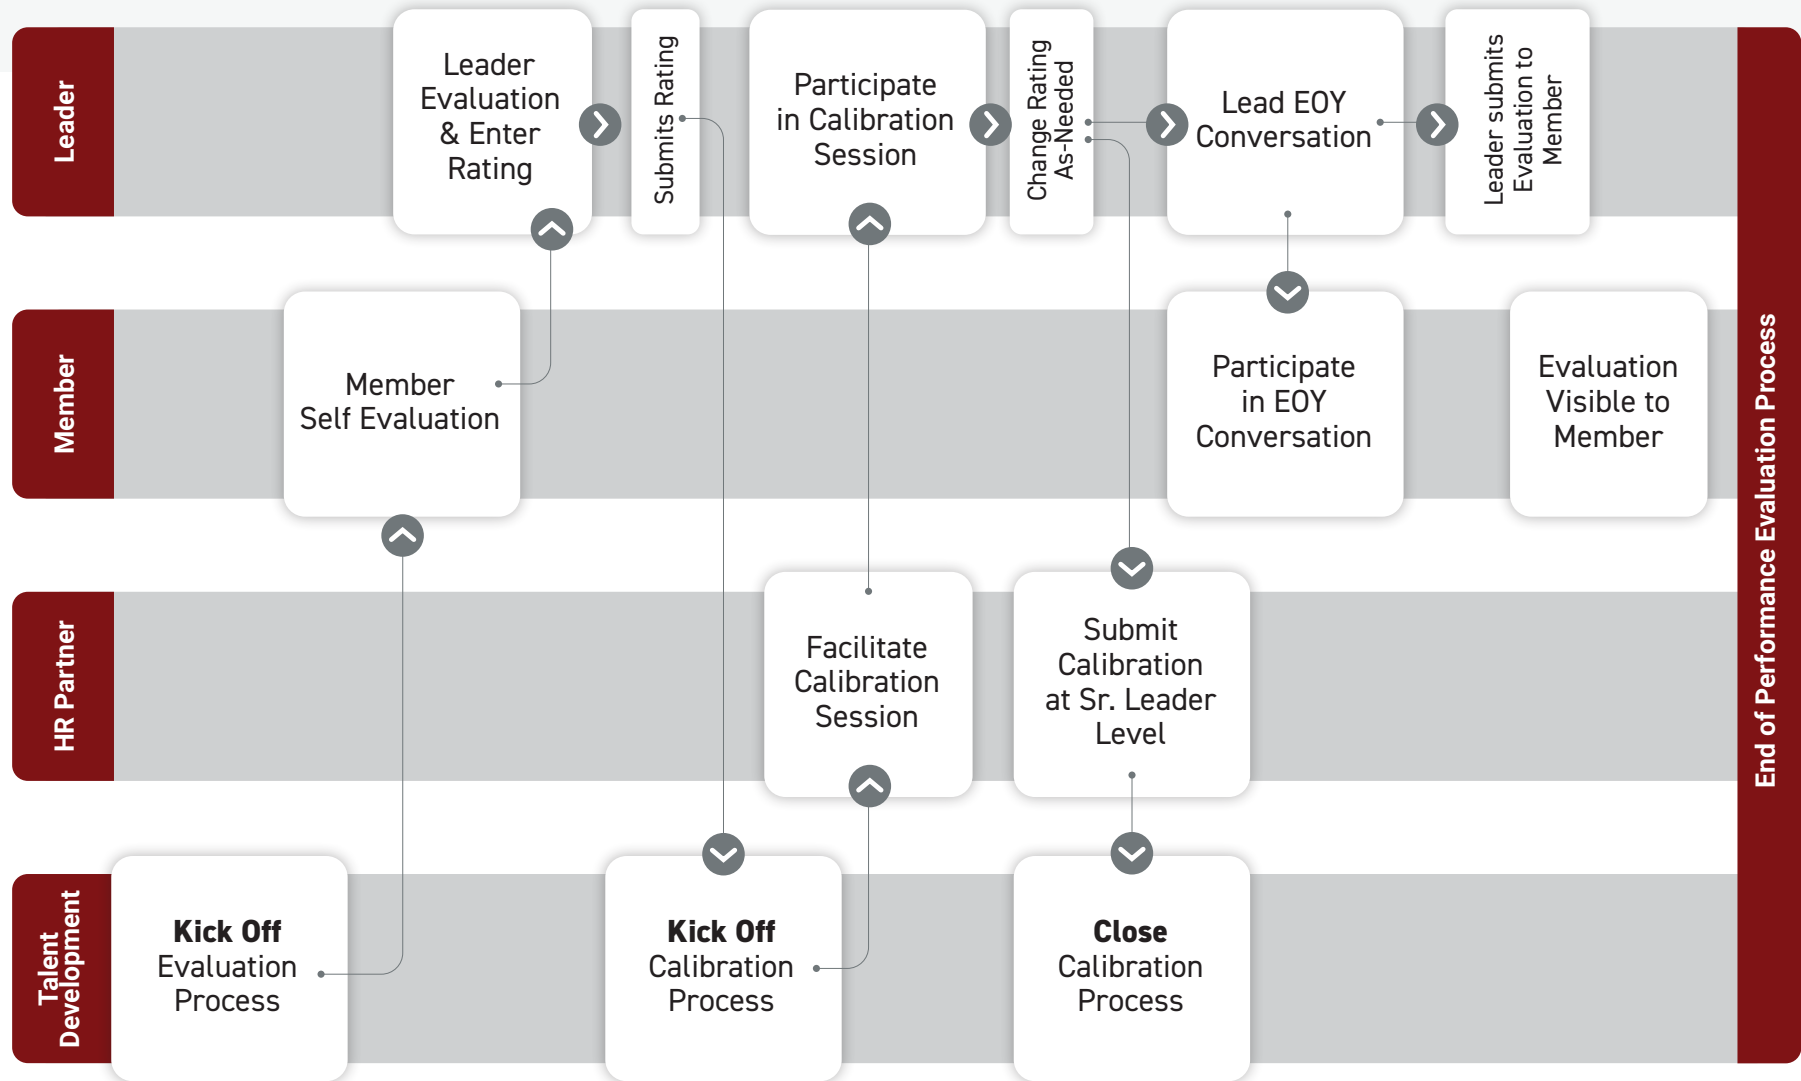 Leader
Leader
Evaluation
& Enter
Rating
Submits Rating
Participate
in Calibration
Session
Change Rating
As-Needed
Lead EOY
Conversation
Leader submits
Evaluation to
Member
Member
Member
Self Evaluation
Participate
in EOY
Conversation
Evaluation
Visible to
Member
HR Partner
Facilitate
Calibration
Session
Submit
Calibration
at Sr. Leader
Level
Talent
Development
Kick Off
Evaluation
Process
Kick Off
Calibration
Process
Close
Calibration
Process
End of Performance Evaluation Process